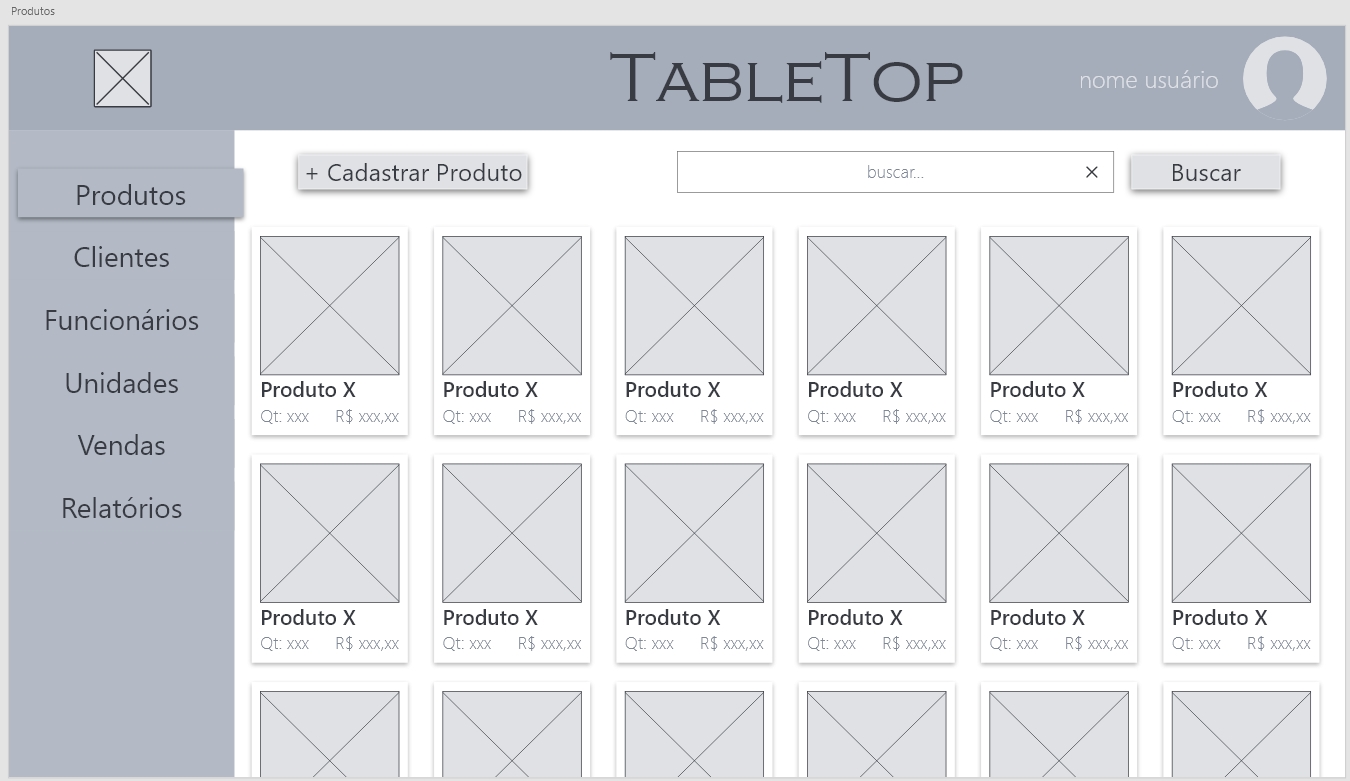 Produtos
TableTop
nome usuário
+ Cadastrar Produto
buscar...
Buscar
Produtos
Clientes
Funcionários
Unidades
Vendas
Relatórios
Produto X Produto X Produto X Produto X Produto X Produto X
Qt: xxx R$ xxx,xx Qt: xxx R$ xxx,xx Qt: xxx R$ xxx,xx Qt: xxx R$ xxx,xx Qt: xxx R$ xxx,xx Qt: xxx R$ xxx,xx
Produto X Produto X Produto X Produto X Produto X Produto X
Qt: xxx R$ xxx,xx Qt: xxx R$ xxx,xx Qt: xxx R$ xxx,xx Qt: xxx R$ xxx,xx Qt: xxx R$ xxx,xx Qt: xxx R$ xxx,xx